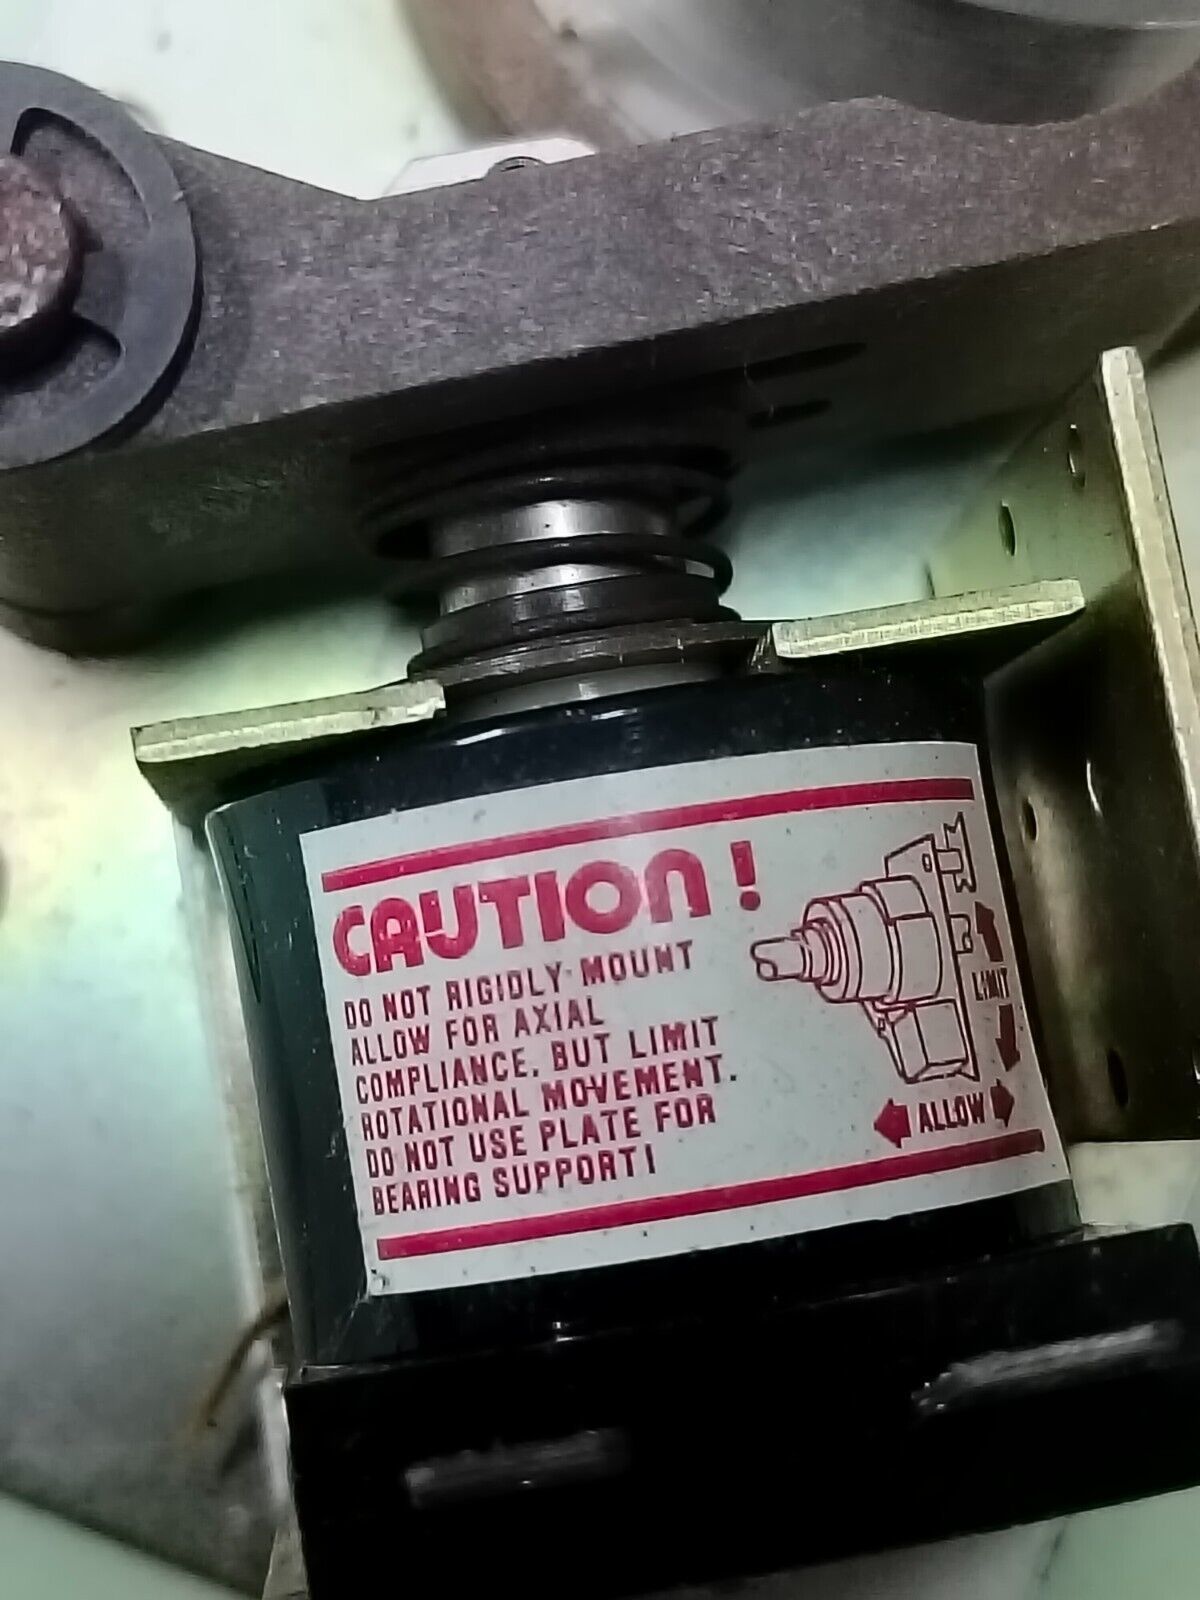 CAUTION!
DO NOT RIGIDLY MOUNT
ALLOW FOR AXIAL
COMPLIANCE, BUT LIMIT
ROTATIONAL MOVEMENT.
DO NOT USE PLATE FOR
BEARING SUPPORT!
LIMIT
ALLOW